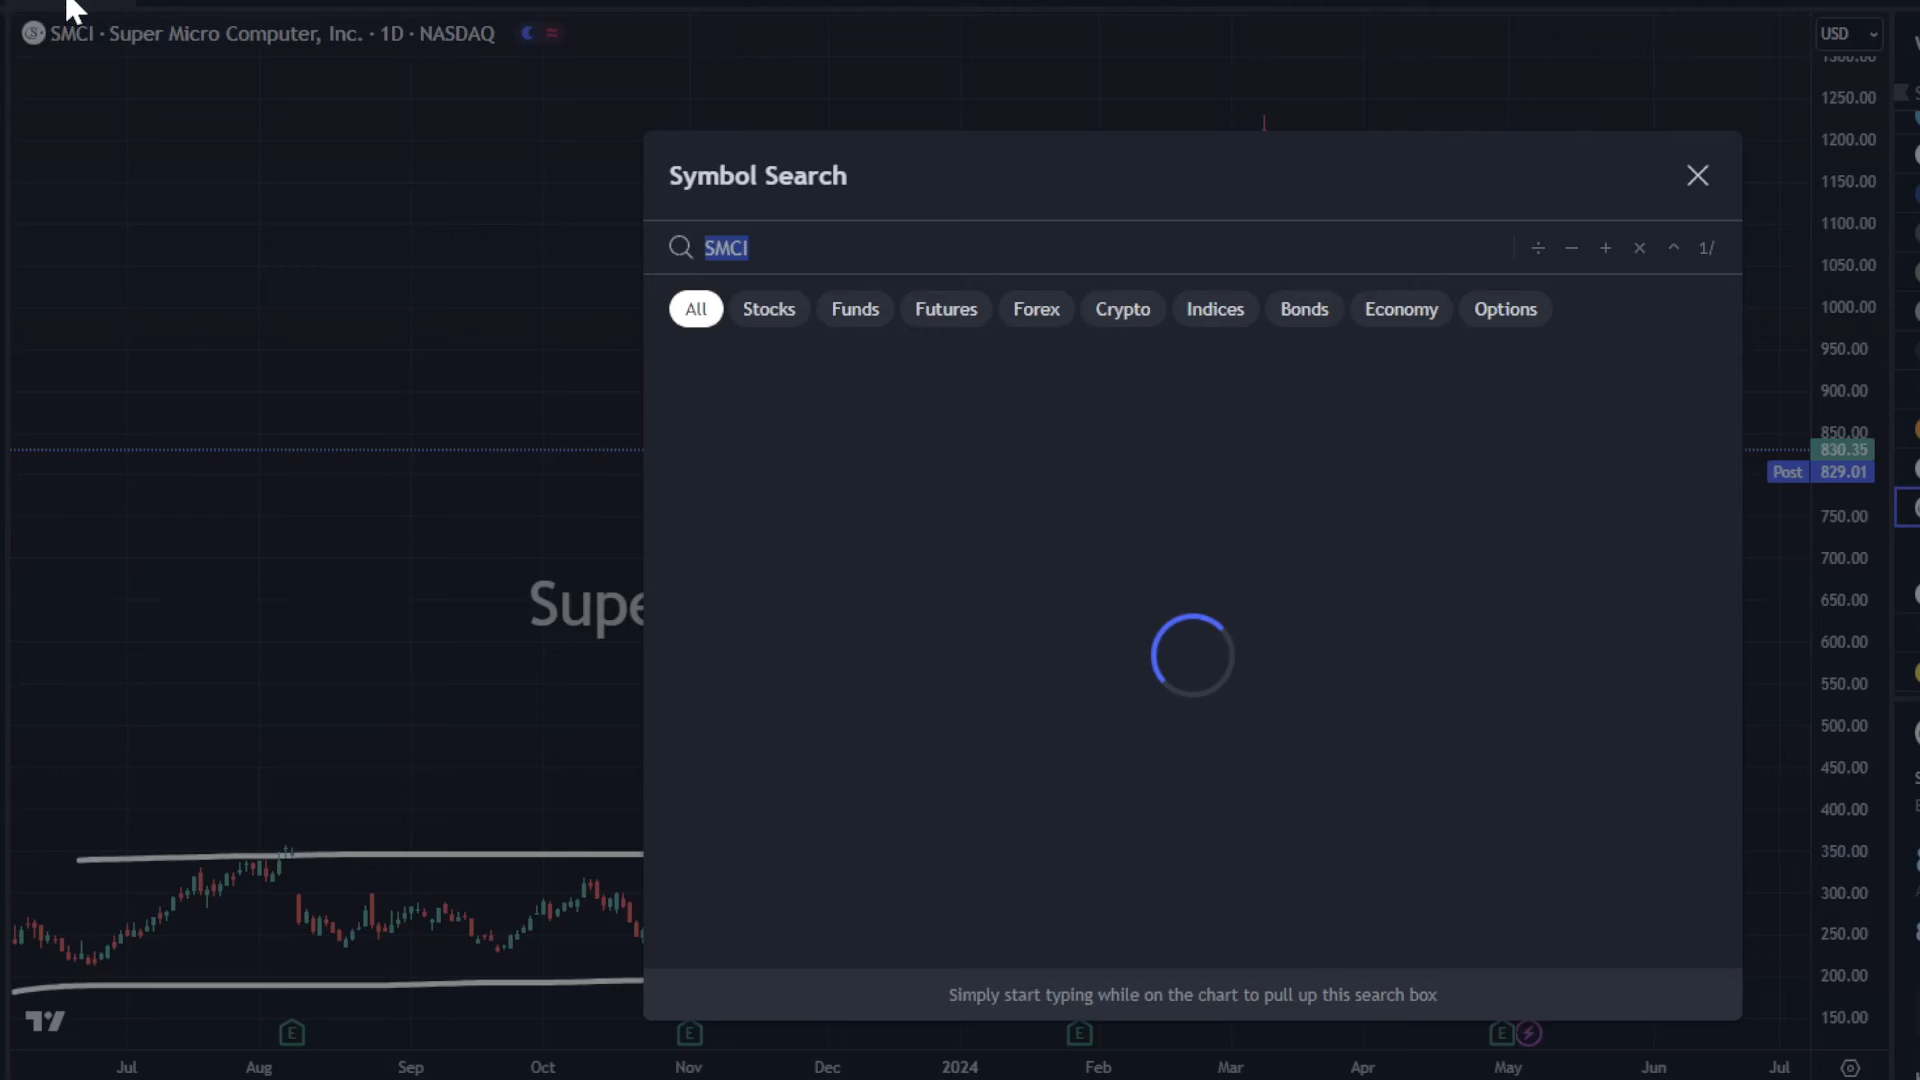 SMCI · Super Micro Computer, Inc. · 1D · NASDAQ
USD
1300.00
1250.00
1200.00
Symbol Search
1150.00
1100.00
SMCI
÷ − + × ^ 1/
1050.00
All Stocks Funds Futures Forex Crypto Indices Bonds Economy Options
1000.00
950.00
900.00
850.00
830.35
Post 829.01
750.00
700.00
650.00
Supe
600.00
550.00
500.00
450.00
400.00
350.00
300.00
250.00
200.00
Simply start typing while on the chart to pull up this search box
150.00
E E E E
Jul Aug Sep Oct Nov Dec 2024 Feb Mar Apr May Jun Jul